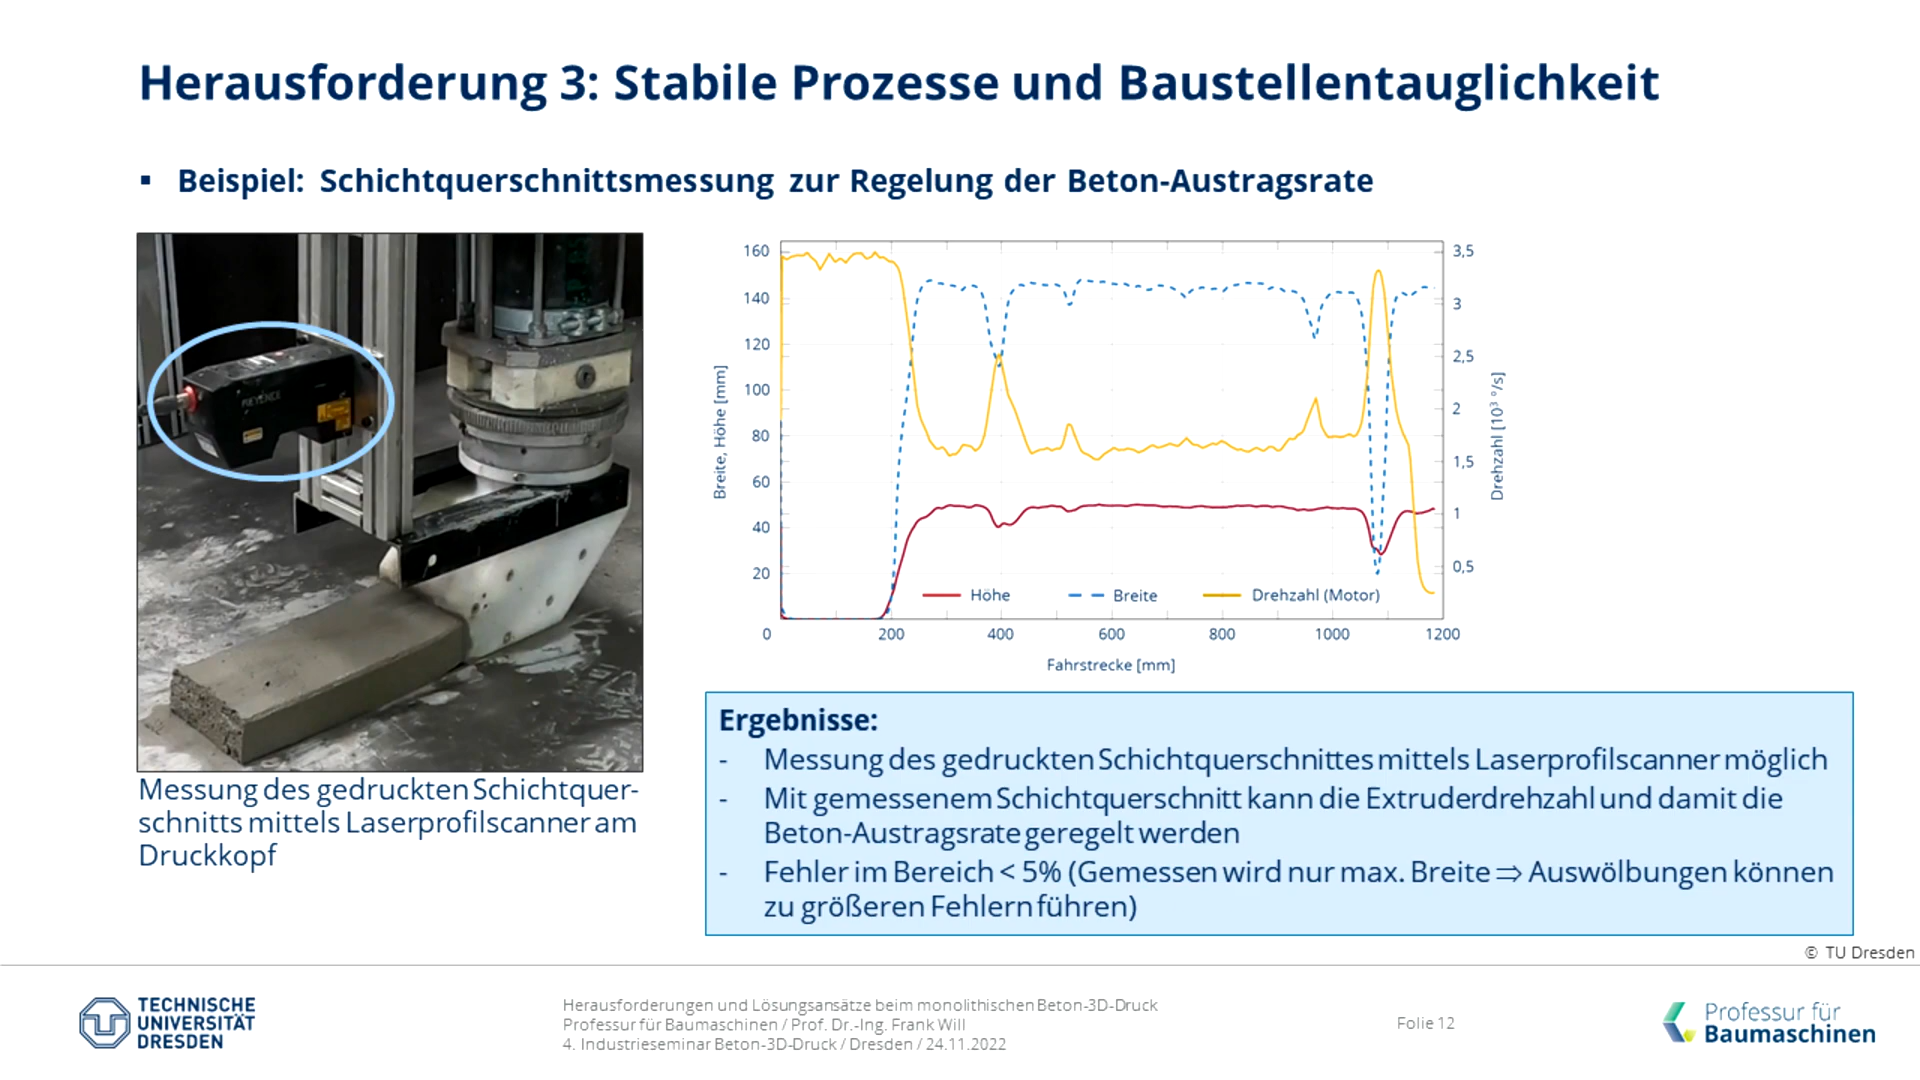 Herausforderung 3: Stabile Prozesse und Baustellentauglichkeit
▪ Beispiel: Schichtquerschnittsmessung zur Regelung der Beton-Austragsrate
KEYENCE
Messung des gedruckten Schichtquer-
schnitts mittels Laserprofilscanner am
Druckkopf
160
140
120
100
80
60
40
20
0
Breite, Höhe [mm]
3,5
3
2,5
2
1,5
1
0,5
Drehzahl [10³ °/s]
Höhe
Breite
Drehzahl (Motor)
200
400
600
800
1000
1200
Fahrstrecke [mm]
Ergebnisse:
- Messung des gedruckten Schichtquerschnittes mittels Laserprofilscanner möglich
- Mit gemessenem Schichtquerschnitt kann die Extruderdrehzahl und damit die
Beton-Austragsrate geregelt werden
- Fehler im Bereich < 5% (Gemessen wird nur max. Breite ⇒ Auswölbungen können
zu größeren Fehlern führen)
© TU Dresden
TECHNISCHE
UNIVERSITÄT
DRESDEN
Herausforderungen und Lösungsansätze beim monolithischen Beton-3D-Druck
Professur für Baumaschinen / Prof. Dr.-Ing. Frank Will
4. Industrieseminar Beton-3D-Druck / Dresden / 24.11.2022
Folie 12
Professur für
Baumaschinen